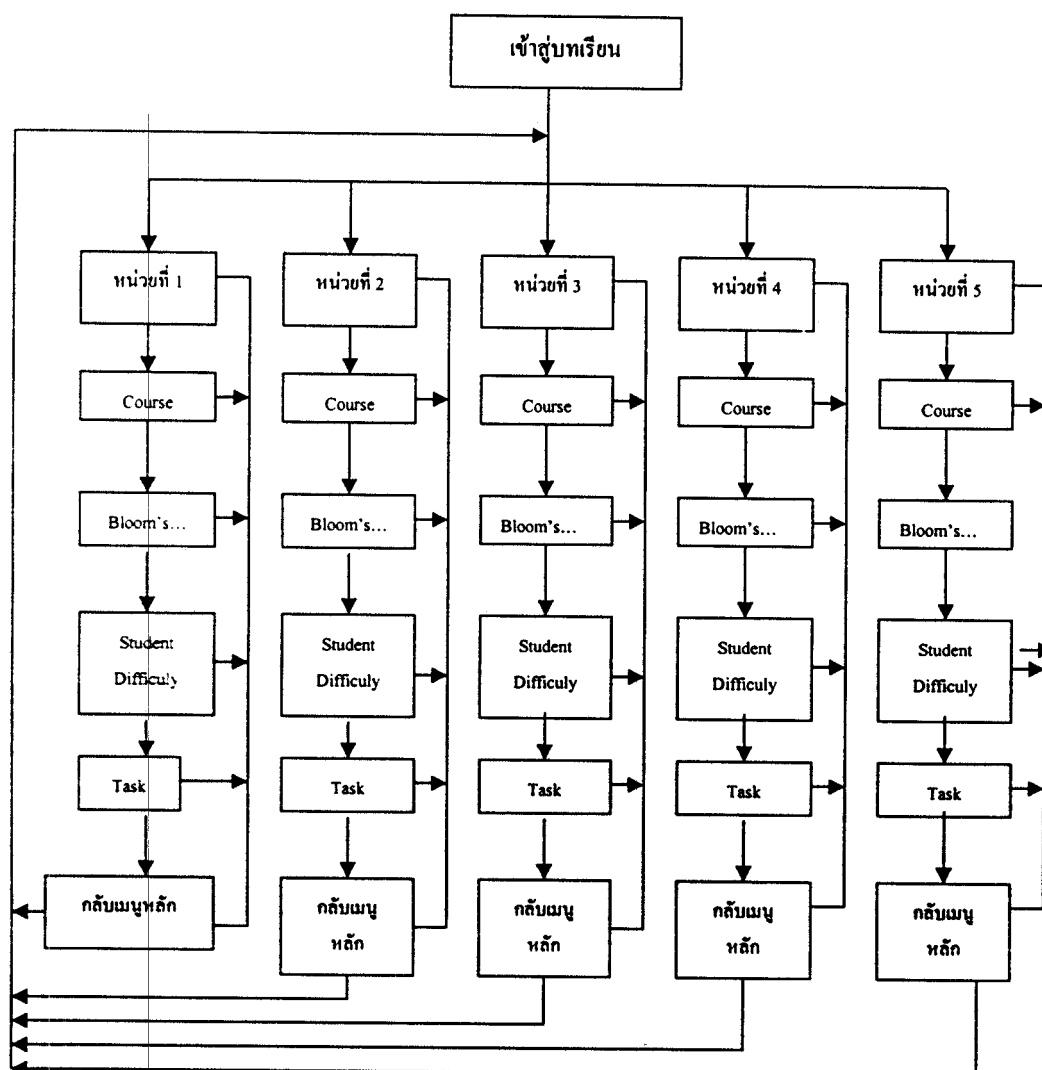 เข้าสู่บทเรียน
หน่วยที่ 1
หน่วยที่ 2
หน่วยที่ 3
หน่วยที่ 4
หน่วยที่ 5
Course
Course
Course
Course
Course
Bloom's...
Bloom's...
Bloom's...
Bloom's...
Bloom's...
Student
Difficuly
Student
Difficuly
Student
Difficuly
Student
Difficuly
Student
Difficuly
Task
Task
Task
Task
Task
กลับเมนูหลัก
กลับเมนู
หลัก
กลับเมนู
หลัก
กลับเมนู
หลัก
กลับเมนู
หลัก